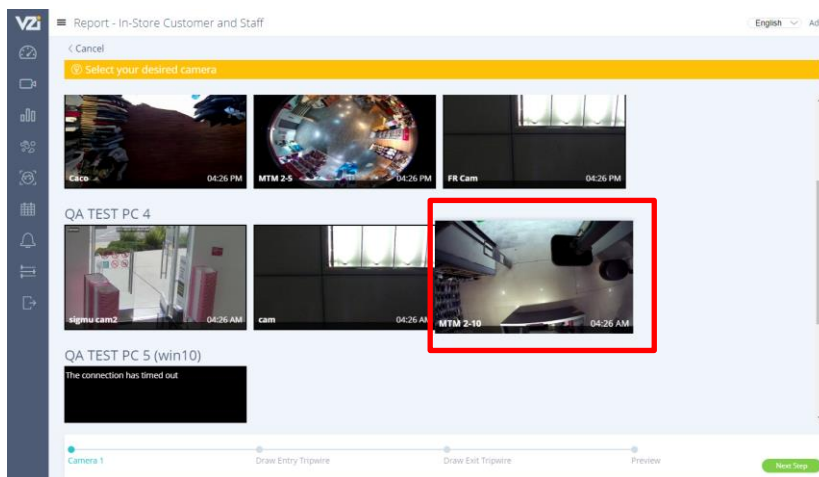 VZi
Report - In-Store Customer and Staff
English
Ad
< Cancel
Select your desired camera
Caco 04:26 PM
MTM 2-5 04:26 PM
FR Cam 04:26 PM
QA TEST PC 4
sigmu cam2 04:26 AM
cam 04:26 AM
MTM 2-10 04:26 AM
QA TEST PC 5 (win10)
The connection has timed out
Camera 1
Draw Entry Tripwire
Draw Exit Tripwire
Preview
Next Step